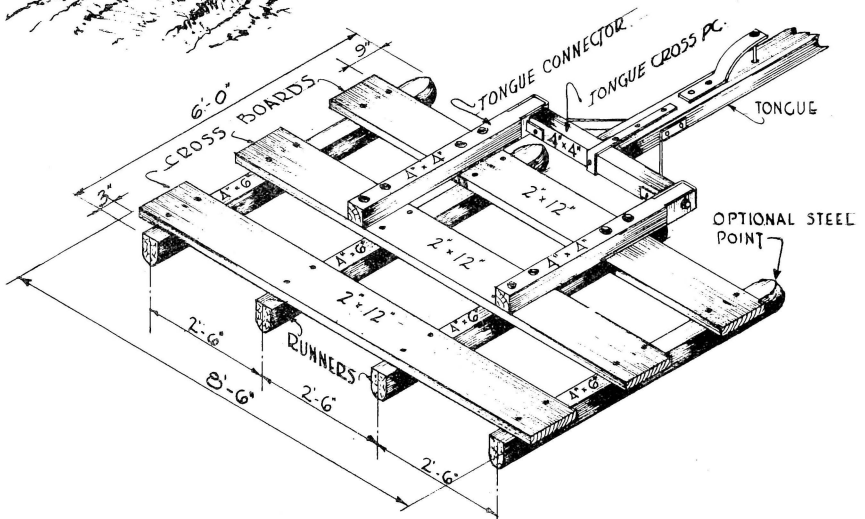 9"
TONGUE CONNECTOR
TONGUE CROSS PC.
6'-0"
CROSS BOARDS
TONGUE
4"x4"
4"x4"
3"
4"x6"
2"x12"
OPTIONAL STEEL
POINT
2"x12"
4"x6"
4"x4"
2"x12"
4"x6"
2'-6"
RUNNERS
4"x6"
8'-6"
2'-6"
2'-6"